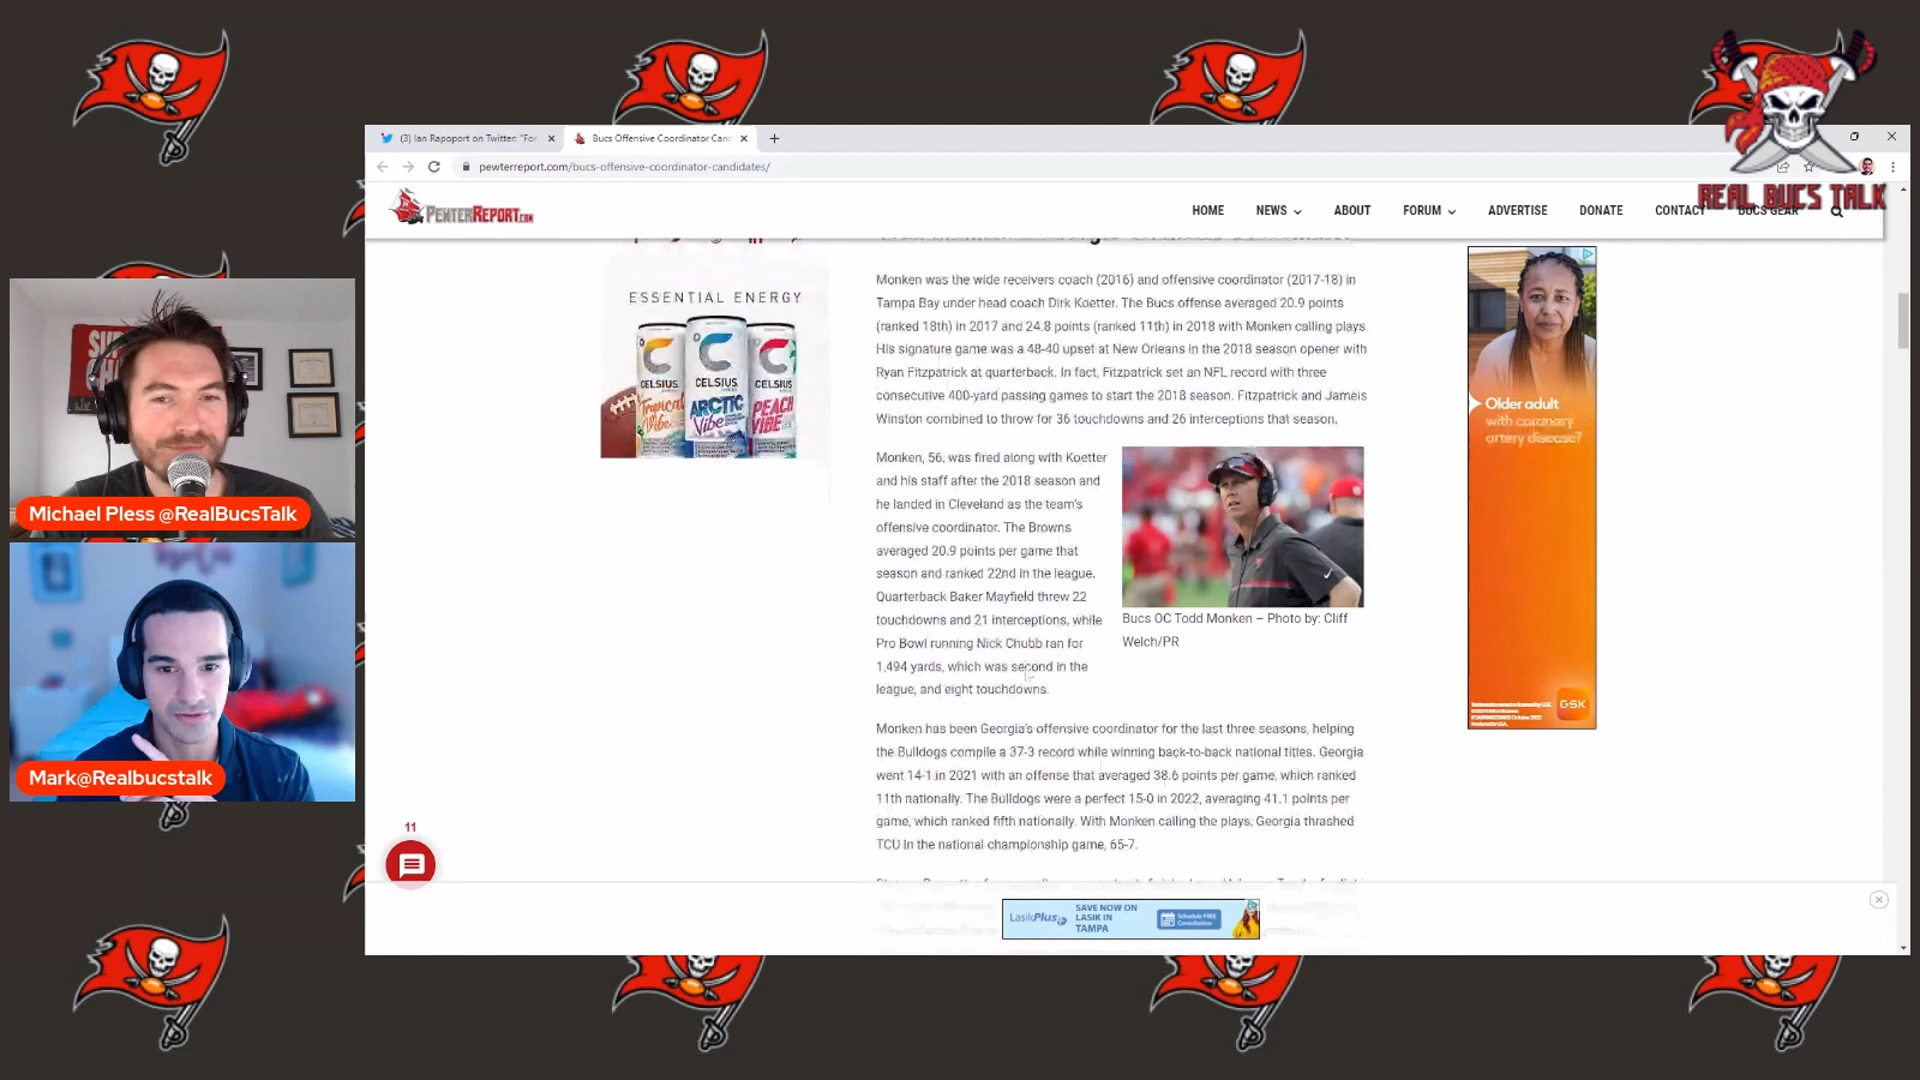 REAL BUCS TALK
(3) Ian Rapoport on Twitter: "For
Bucs Offensive Coordinator Canc
pewterreport.com/bucs-offensive-coordinator-candidates/
PEWTERREPORT.COM
HOME NEWS ABOUT FORUM ADVERTISE DONATE CONTACT BUCS GEAR
ESSENTIAL ENERGY
CELSIUS CELSIUS CELSIUS
Tropical Vibe
ARCTIC Vibe
PEACH VIBE
Monken was the wide receivers coach (2016) and offensive coordinator (2017-18) in
Tampa Bay under head coach Dirk Koetter. The Bucs offense averaged 20.9 points
(ranked 18th) in 2017 and 24.8 points (ranked 11th) in 2018 with Monken calling plays.
His signature game was a 48-40 upset at New Orleans in the 2018 season opener with
Ryan Fitzpatrick at quarterback. In fact, Fitzpatrick set an NFL record with three
consecutive 400-yard passing games to start the 2018 season. Fitzpatrick and Jameis
Winston combined to throw for 36 touchdowns and 26 interceptions that season.
Monken, 56, was fired along with Koetter
and his staff after the 2018 season and
he landed in Cleveland as the team's
offensive coordinator. The Browns
averaged 20.9 points per game that
season and ranked 22nd in the league.
Quarterback Baker Mayfield threw 22
touchdowns and 21 interceptions, while
Pro Bowl running Nick Chubb ran for
1,494 yards, which was second in the
league, and eight touchdowns.
Bucs OC Todd Monken – Photo by: Cliff
Welch/PR
Monken has been Georgia's offensive coordinator for the last three seasons, helping
the Bulldogs compile a 37-3 record while winning back-to-back national titles. Georgia
went 14-1 in 2021 with an offense that averaged 38.6 points per game, which ranked
11th nationally. The Bulldogs were a perfect 15-0 in 2022, averaging 41.1 points per
game, which ranked fifth nationally. With Monken calling the plays, Georgia thrashed
TCU in the national championship game, 65-7.
Older adult
with coronary
artery disease?
GSK
Michael Pless @RealBucsTalk
Mark@Realbucstalk
11
LasikPlus
SAVE NOW ON
LASIK IN
TAMPA
Schedule FREE
Consultation